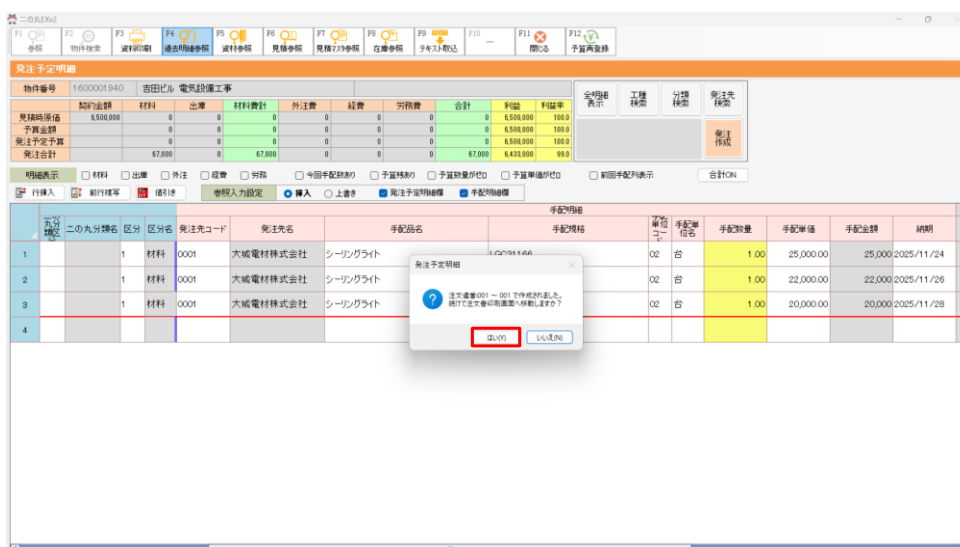 二の丸EXv2
F1 参照 F2 物件検索 F3 資料印刷 F4 過去明細参照 F5 資材参照 F6 見積参照 F7 見積マスタ参照 F8 在庫参照 F9 テキスト取込 F10 F11 閉じる F12 予算再登録
発注予定明細
物件番号 1600001940 吉田ビル 電気設備工事
全明細表示 工種検索 分類検索 発注先検索
契約金額 材料 出庫 材料費計 外注費 経費 労務費 合計 利益 利益率
見積時原価 6,500,000 0 0 0 0 0 0 0 6,500,000 100.0
予算金額 0 0 0 0 0 0 0 6,500,000 100.0
発注予定予算 0 0 0 0 0 0 0 6,500,000 100.0
発注合計 67,000 0 67,000 0 0 0 67,000 6,433,000 99.0
発注作成
明細表示 材料 出庫 外注 経費 労務 今回手配数あり 予算残あり 予算数量がゼロ 予算単価がゼロ 前回手配列表示 合計ON
行挿入 前行複写 値引き 参照入力設定 挿入 上書き 発注予定明細欄 手配明細欄
手配明細
二の丸分類名 区分 区分名 発注先コード 発注先名 手配品名 手配規格 手配単位名 手配数量 手配単価 手配金額 納期
1 1 材料 0001 大城電材株式会社 シーリングライト LGC31166 02 台 1.00 25,000.00 25,000 2025/11/24
2 1 材料 0001 大城電材株式会社 シーリングライト 02 台 1.00 22,000.00 22,000 2025/11/26
3 1 材料 0001 大城電材株式会社 シーリングライト 02 台 1.00 20,000.00 20,000 2025/11/28
4
発注予定明細
注文連番:001 ～ 001 で作成されました。
続けて注文書印刷画面へ移動しますか？
はい(Y) いいえ(N)